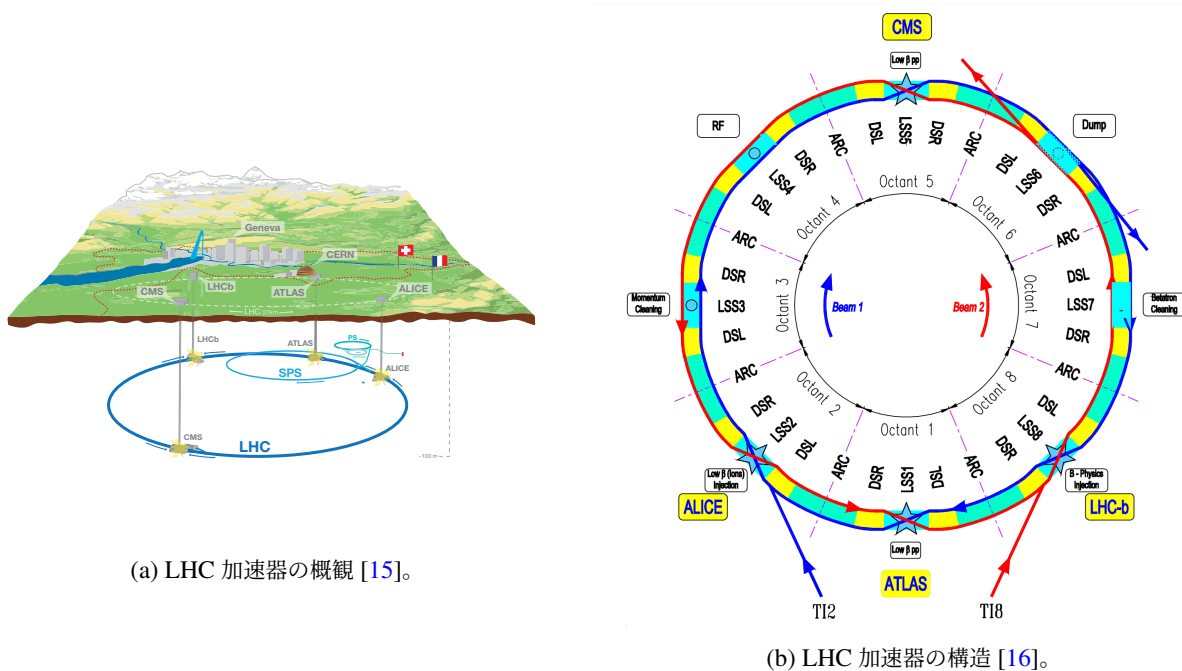 Geneva
CERN
CMS
LHCb
ATLAS
ALICE
LHC 27km
PS
LHCb
ATLAS
ALICE
SPS
CMS
LHC
-100 m
(a) LHC 加速器の概観 [15]。
CMS
Low β pp
RF
Dump
ARC
DSL
LSS5
DSR
ARC
DSR
LSS4
DSL
DSL
LSS6
DSR
Octant 5
Octant 4
Octant 6
ARC
ARC
DSR
LSS3
DSL
Octant 3
Beam 1
Beam 2
Octant 7
DSL
LSS7
DSR
Momentum
Cleaning
Betatron
Cleaning
ARC
ARC
Octant 2
Octant 8
Octant 1
DSR
LSS2
DSL
DSL
LSS8
DSR
ARC
DSR
LSS1
DSL
ARC
Low β (Ions)
Injection
B - Physics
Injection
ALICE
LHC-b
Low β pp
ATLAS
TI2
TI8
(b) LHC 加速器の構造 [16]。